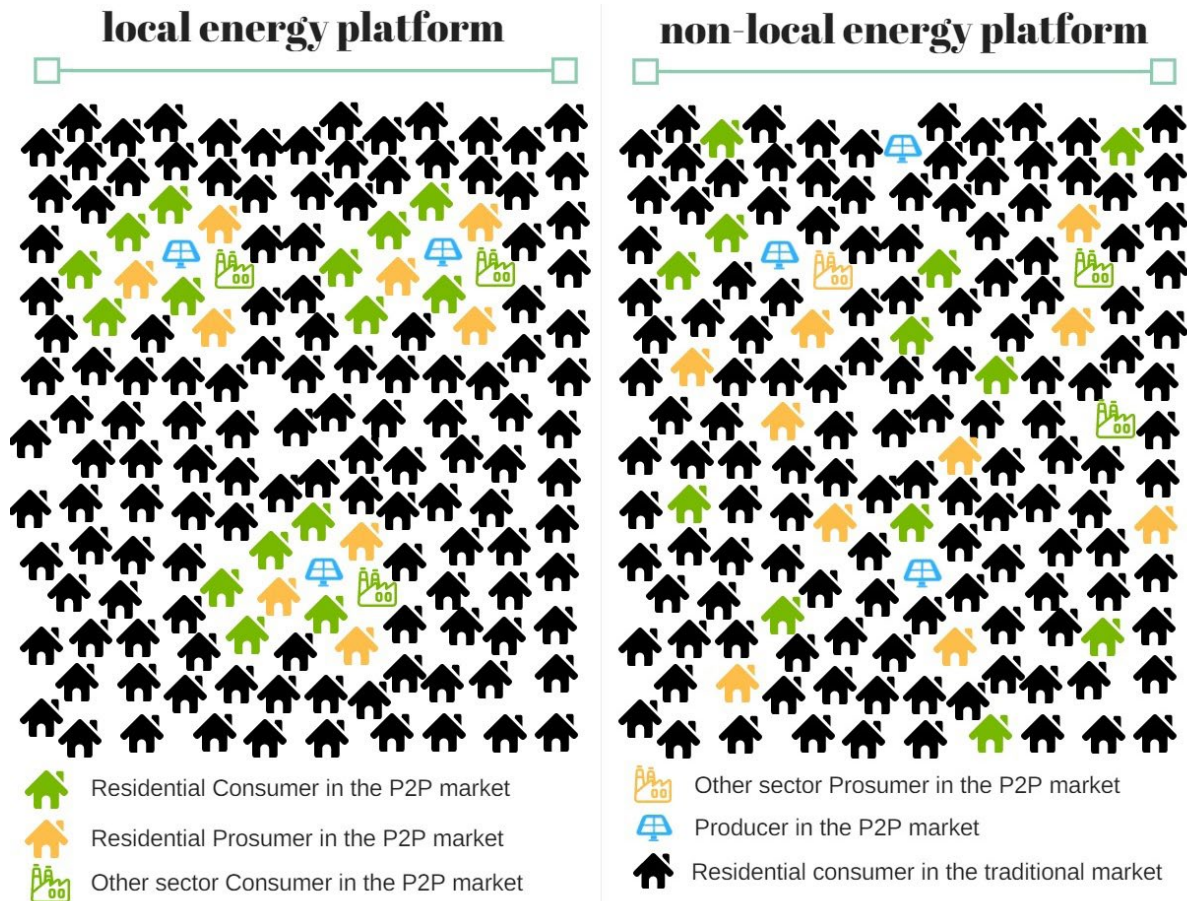 local energy platform
non-local energy platform
Residential Consumer in the P2P market
Residential Prosumer in the P2P market
Other sector Consumer in the P2P market
Other sector Prosumer in the P2P market
Producer in the P2P market
Residential consumer in the traditional market